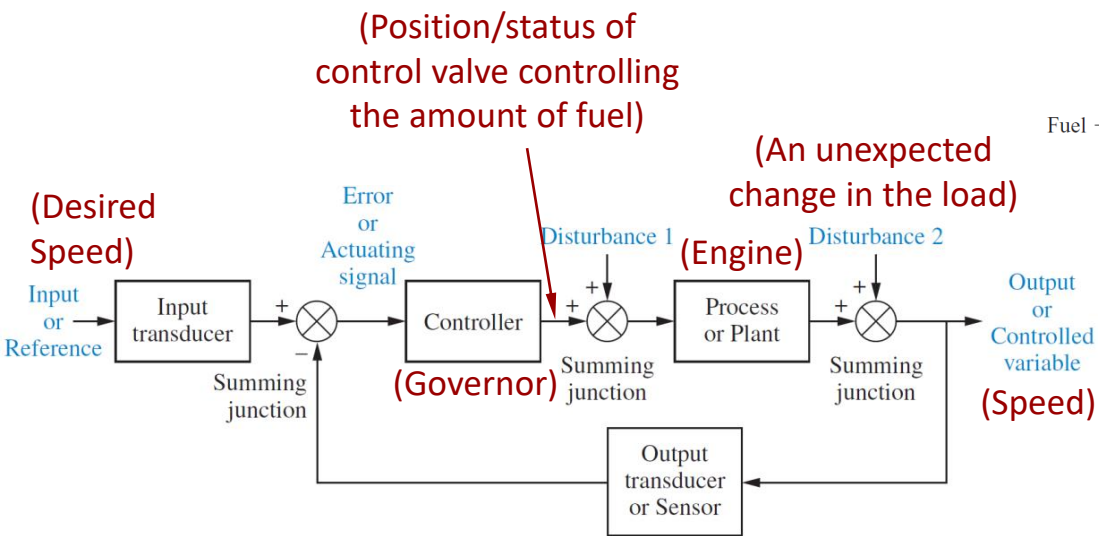 (Position/status of
control valve controlling
the amount of fuel)
Fuel -
(An unexpected
change in the load)
(Desired
Speed)
Error
or
Actuating
signal
Disturbance 1
(Engine)
Disturbance 2
Input
or
Reference
Input
transducer
+
−
Summing
junction
Controller
(Governor)
+
+
Summing
junction
Process
or Plant
+
+
Summing
junction
Output
or
Controlled
variable
(Speed)
Output
transducer
or Sensor